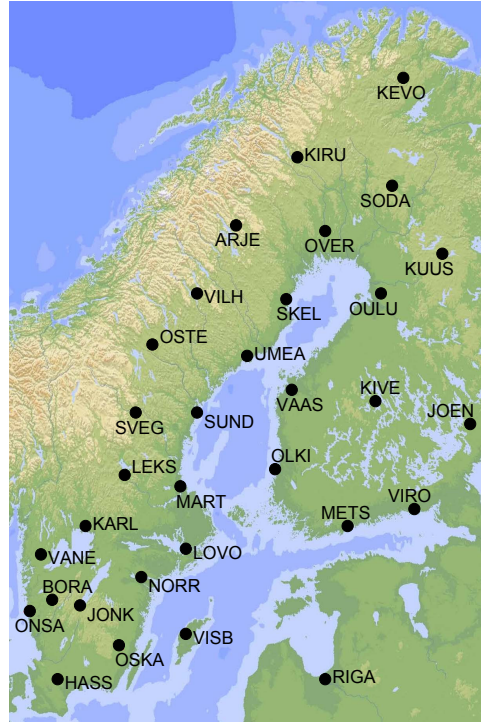 KEVO
KIRU
SODA
ARJE
OVER
KUUS
VILH
SKEL
OULU
OSTE
UMEA
VAAS
KIVE
SVEG
SUND
JOEN
LEKS
OLKI
MART
VIRO
KARL
METS
VANE
LOVO
BORA
NORR
JONK
ONSA
VISB
OSKA
HASS
RIGA